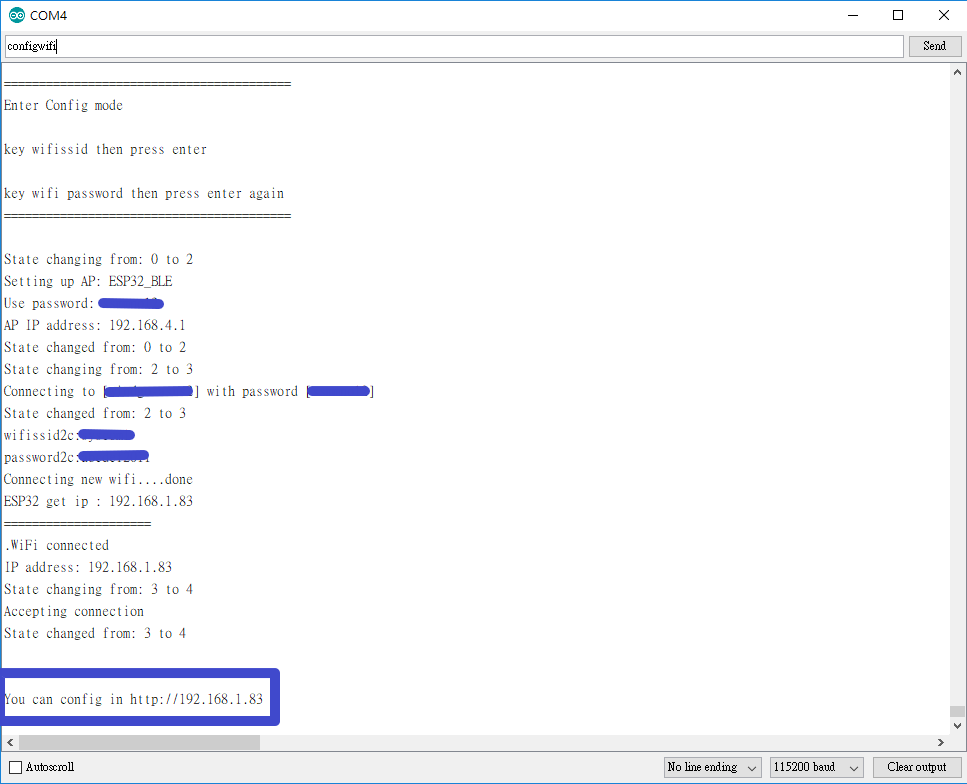 COM4
configwifi
Send
=========================================
Enter Config mode
key wifissid then press enter
key wifi password then press enter again
=========================================
State changing from: 0 to 2
Setting up AP: ESP32_BLE
Use password:
AP IP address: 192.168.4.1
State changed from: 0 to 2
State changing from: 2 to 3
Connecting to [ ] with password [ ]
State changed from: 2 to 3
wifissid2c:
password2c:
Connecting new wifi....done
ESP32 get ip : 192.168.1.83
=====================
.WiFi connected
IP address: 192.168.1.83
State changing from: 3 to 4
Accepting connection
State changed from: 3 to 4
You can config in http://192.168.1.83
Autoscroll
No line ending
115200 baud
Clear output